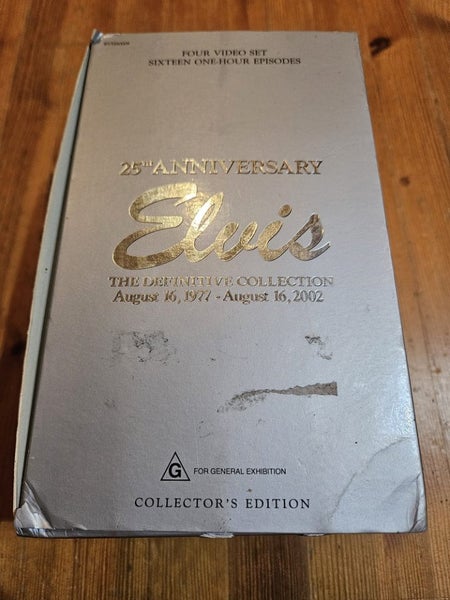 FOUR VIDEO SET
SIXTEEN ONE-HOUR EPISODES
25TH ANNIVERSARY
Elvis
THE DEFINITIVE COLLECTION
August 16, 1977 - August 16, 2002
G FOR GENERAL EXHIBITION
COLLECTOR'S EDITION